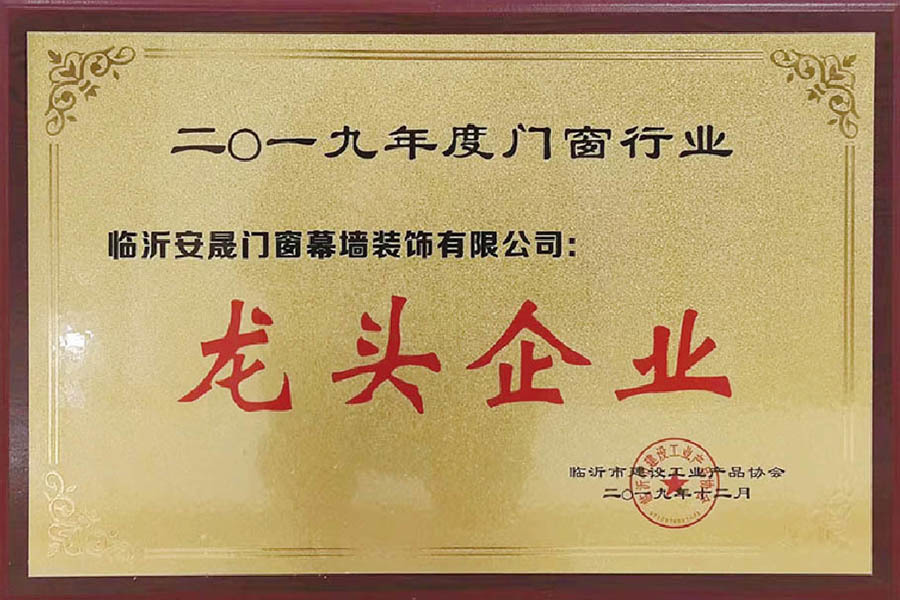 二〇一九年度门窗行业
临沂安晟门窗幕墙装饰有限公司:
龙头企业
临沂市建设工业产品协会
二〇一九年十二月